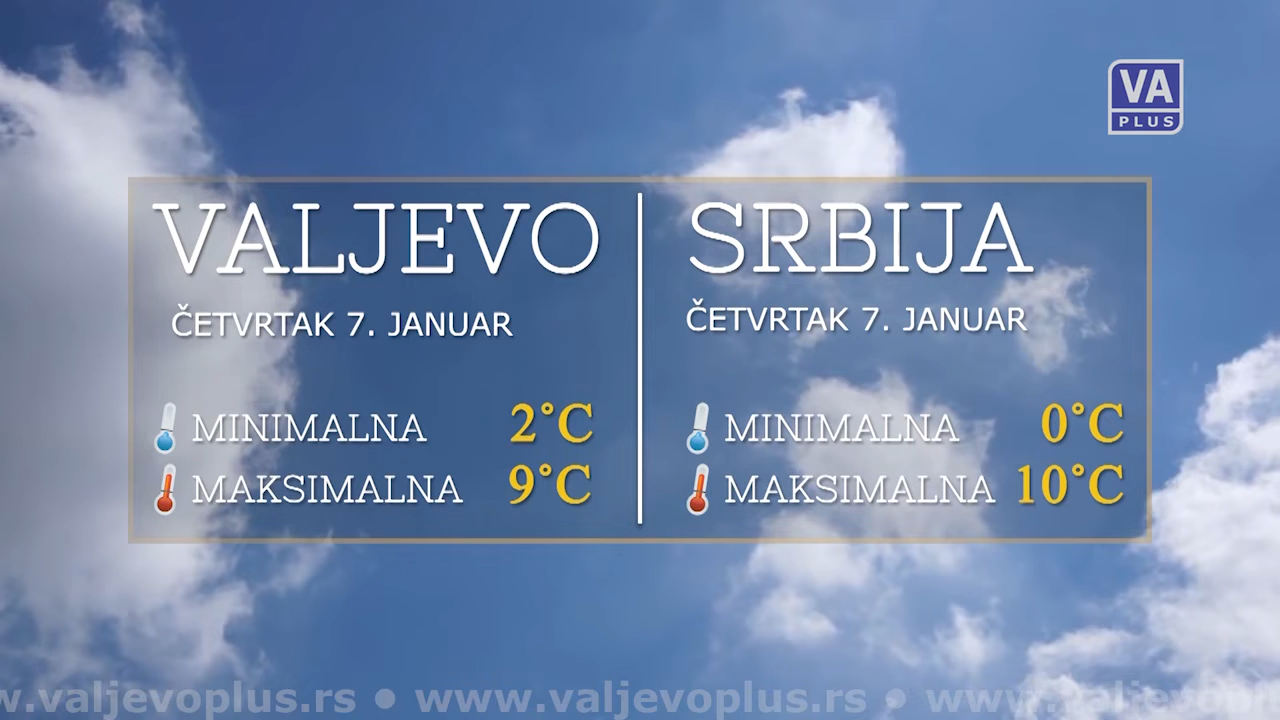 VA
PLUS
VALJEVO
ČETVRTAK 7. JANUAR
MINIMALNA 2°C
MAKSIMALNA 9°C
SRBIJA
ČETVRTAK 7. JANUAR
MINIMALNA 0°C
MAKSIMALNA 10°C
w.valjevoplus.rs • www.valjevoplus.rs • www.valjevopl